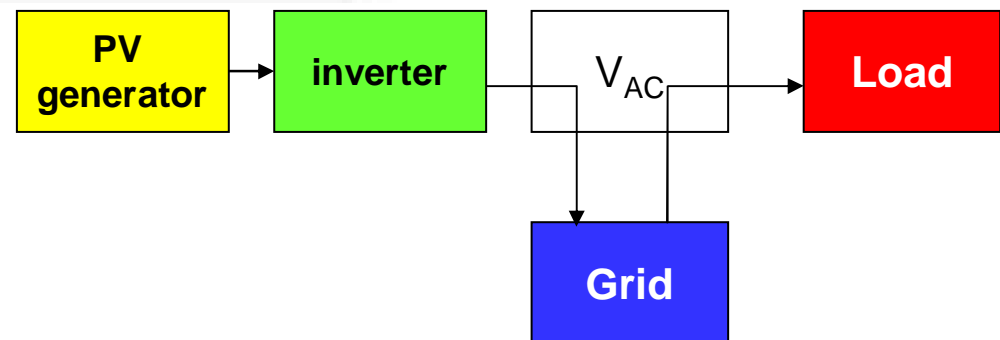 PV
generator
inverter
VAC
Load
Grid